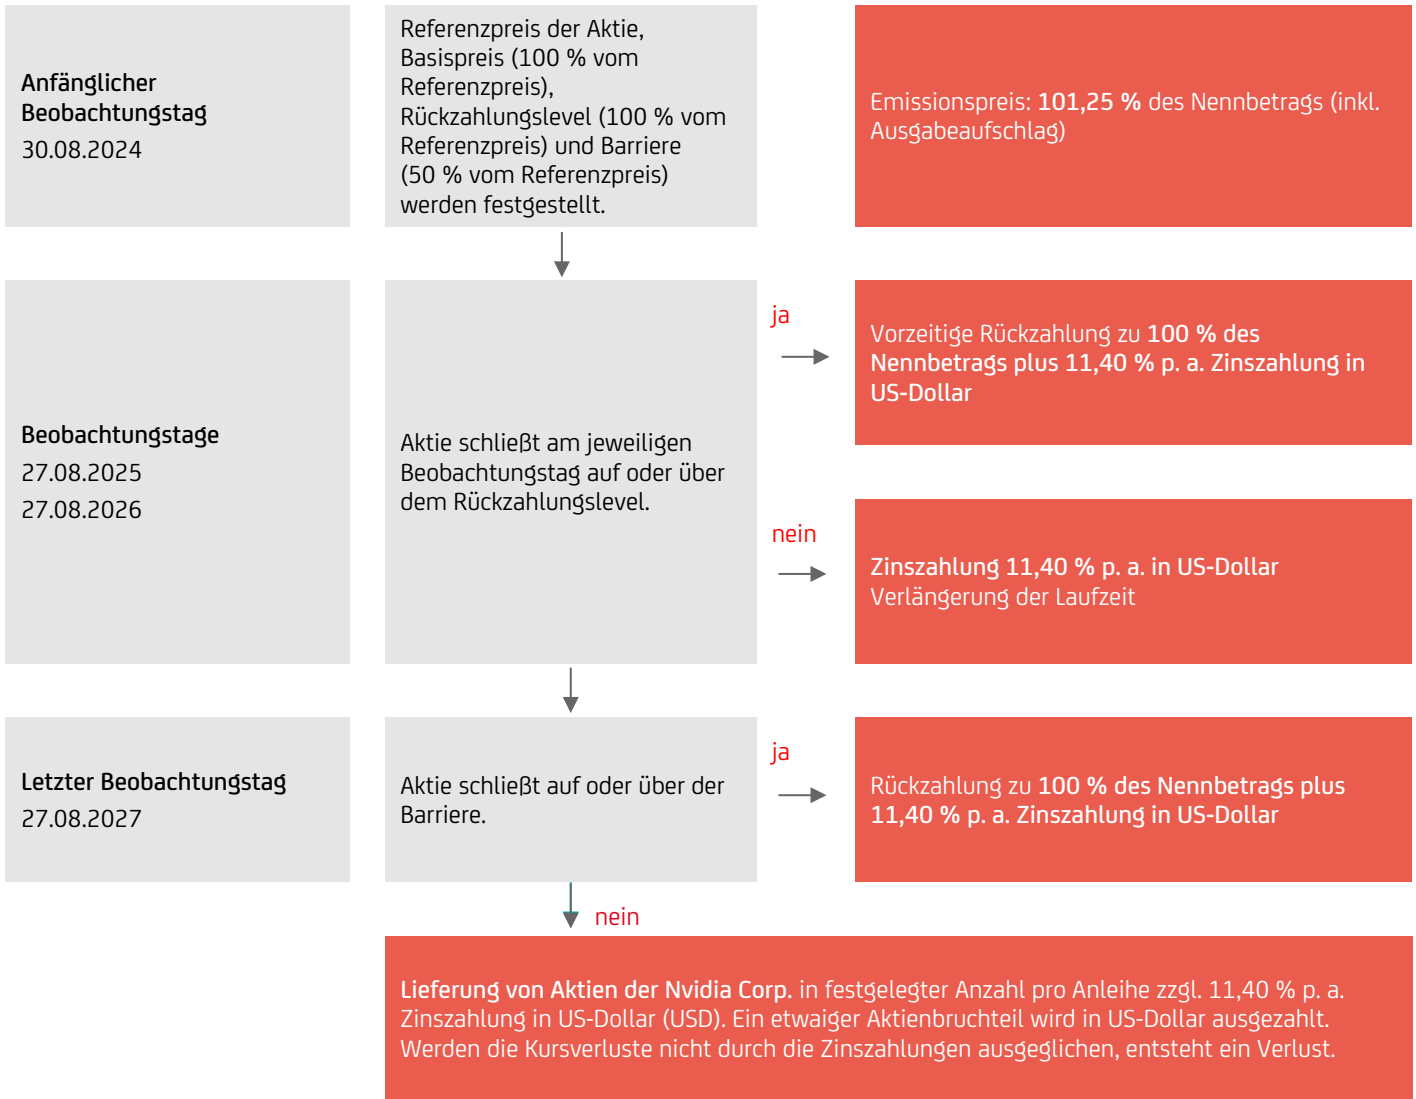 Anfänglicher
Beobachtungstag
30.08.2024
Referenzpreis der Aktie,
Basispreis (100 % vom
Referenzpreis),
Rückzahlungslevel (100 % vom
Referenzpreis) und Barriere
(50 % vom Referenzpreis)
werden festgestellt.
Emissionspreis: 101,25 % des Nennbetrags (inkl.
Ausgabeaufschlag)
Beobachtungstage
27.08.2025
27.08.2026
Aktie schließt am jeweiligen
Beobachtungstag auf oder über
dem Rückzahlungslevel.
ja
Vorzeitige Rückzahlung zu 100 % des
Nennbetrags plus 11,40 % p. a. Zinszahlung in
US-Dollar
nein
Zinszahlung 11,40 % p. a. in US-Dollar
Verlängerung der Laufzeit
Letzter Beobachtungstag
27.08.2027
Aktie schließt auf oder über der
Barriere.
ja
Rückzahlung zu 100 % des Nennbetrags plus
11,40 % p. a. Zinszahlung in US-Dollar
nein
Lieferung von Aktien der Nvidia Corp. in festgelegter Anzahl pro Anleihe zzgl. 11,40 % p. a.
Zinszahlung in US-Dollar (USD). Ein etwaiger Aktienbruchteil wird in US-Dollar ausgezahlt.
Werden die Kursverluste nicht durch die Zinszahlungen ausgeglichen, entsteht ein Verlust.